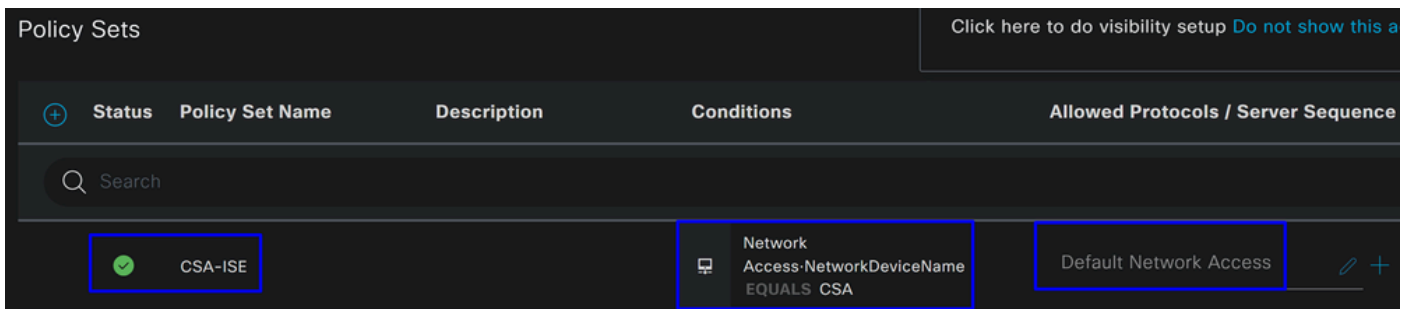 Policy Sets
Click here to do visibility setup Do not show this a
Status Policy Set Name Description Conditions Allowed Protocols / Server Sequence
Search
CSA-ISE
Network
Access·NetworkDeviceName
EQUALS CSA
Default Network Access